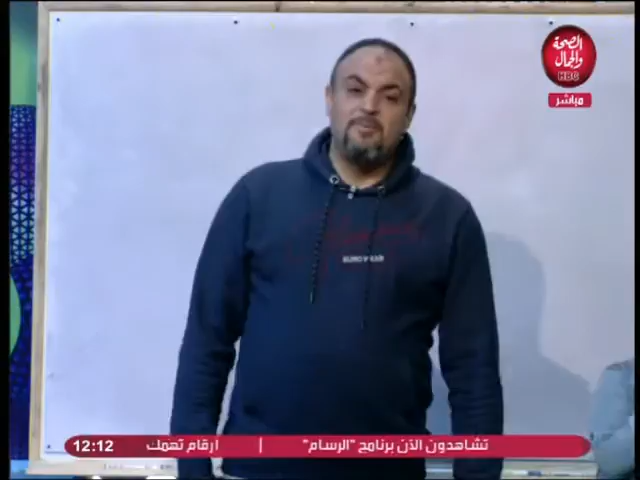 الصحة
والجمال
HBC
مباشر
تشاهدون الآن برنامج "الرسام" | ارقام تهمك 12:12